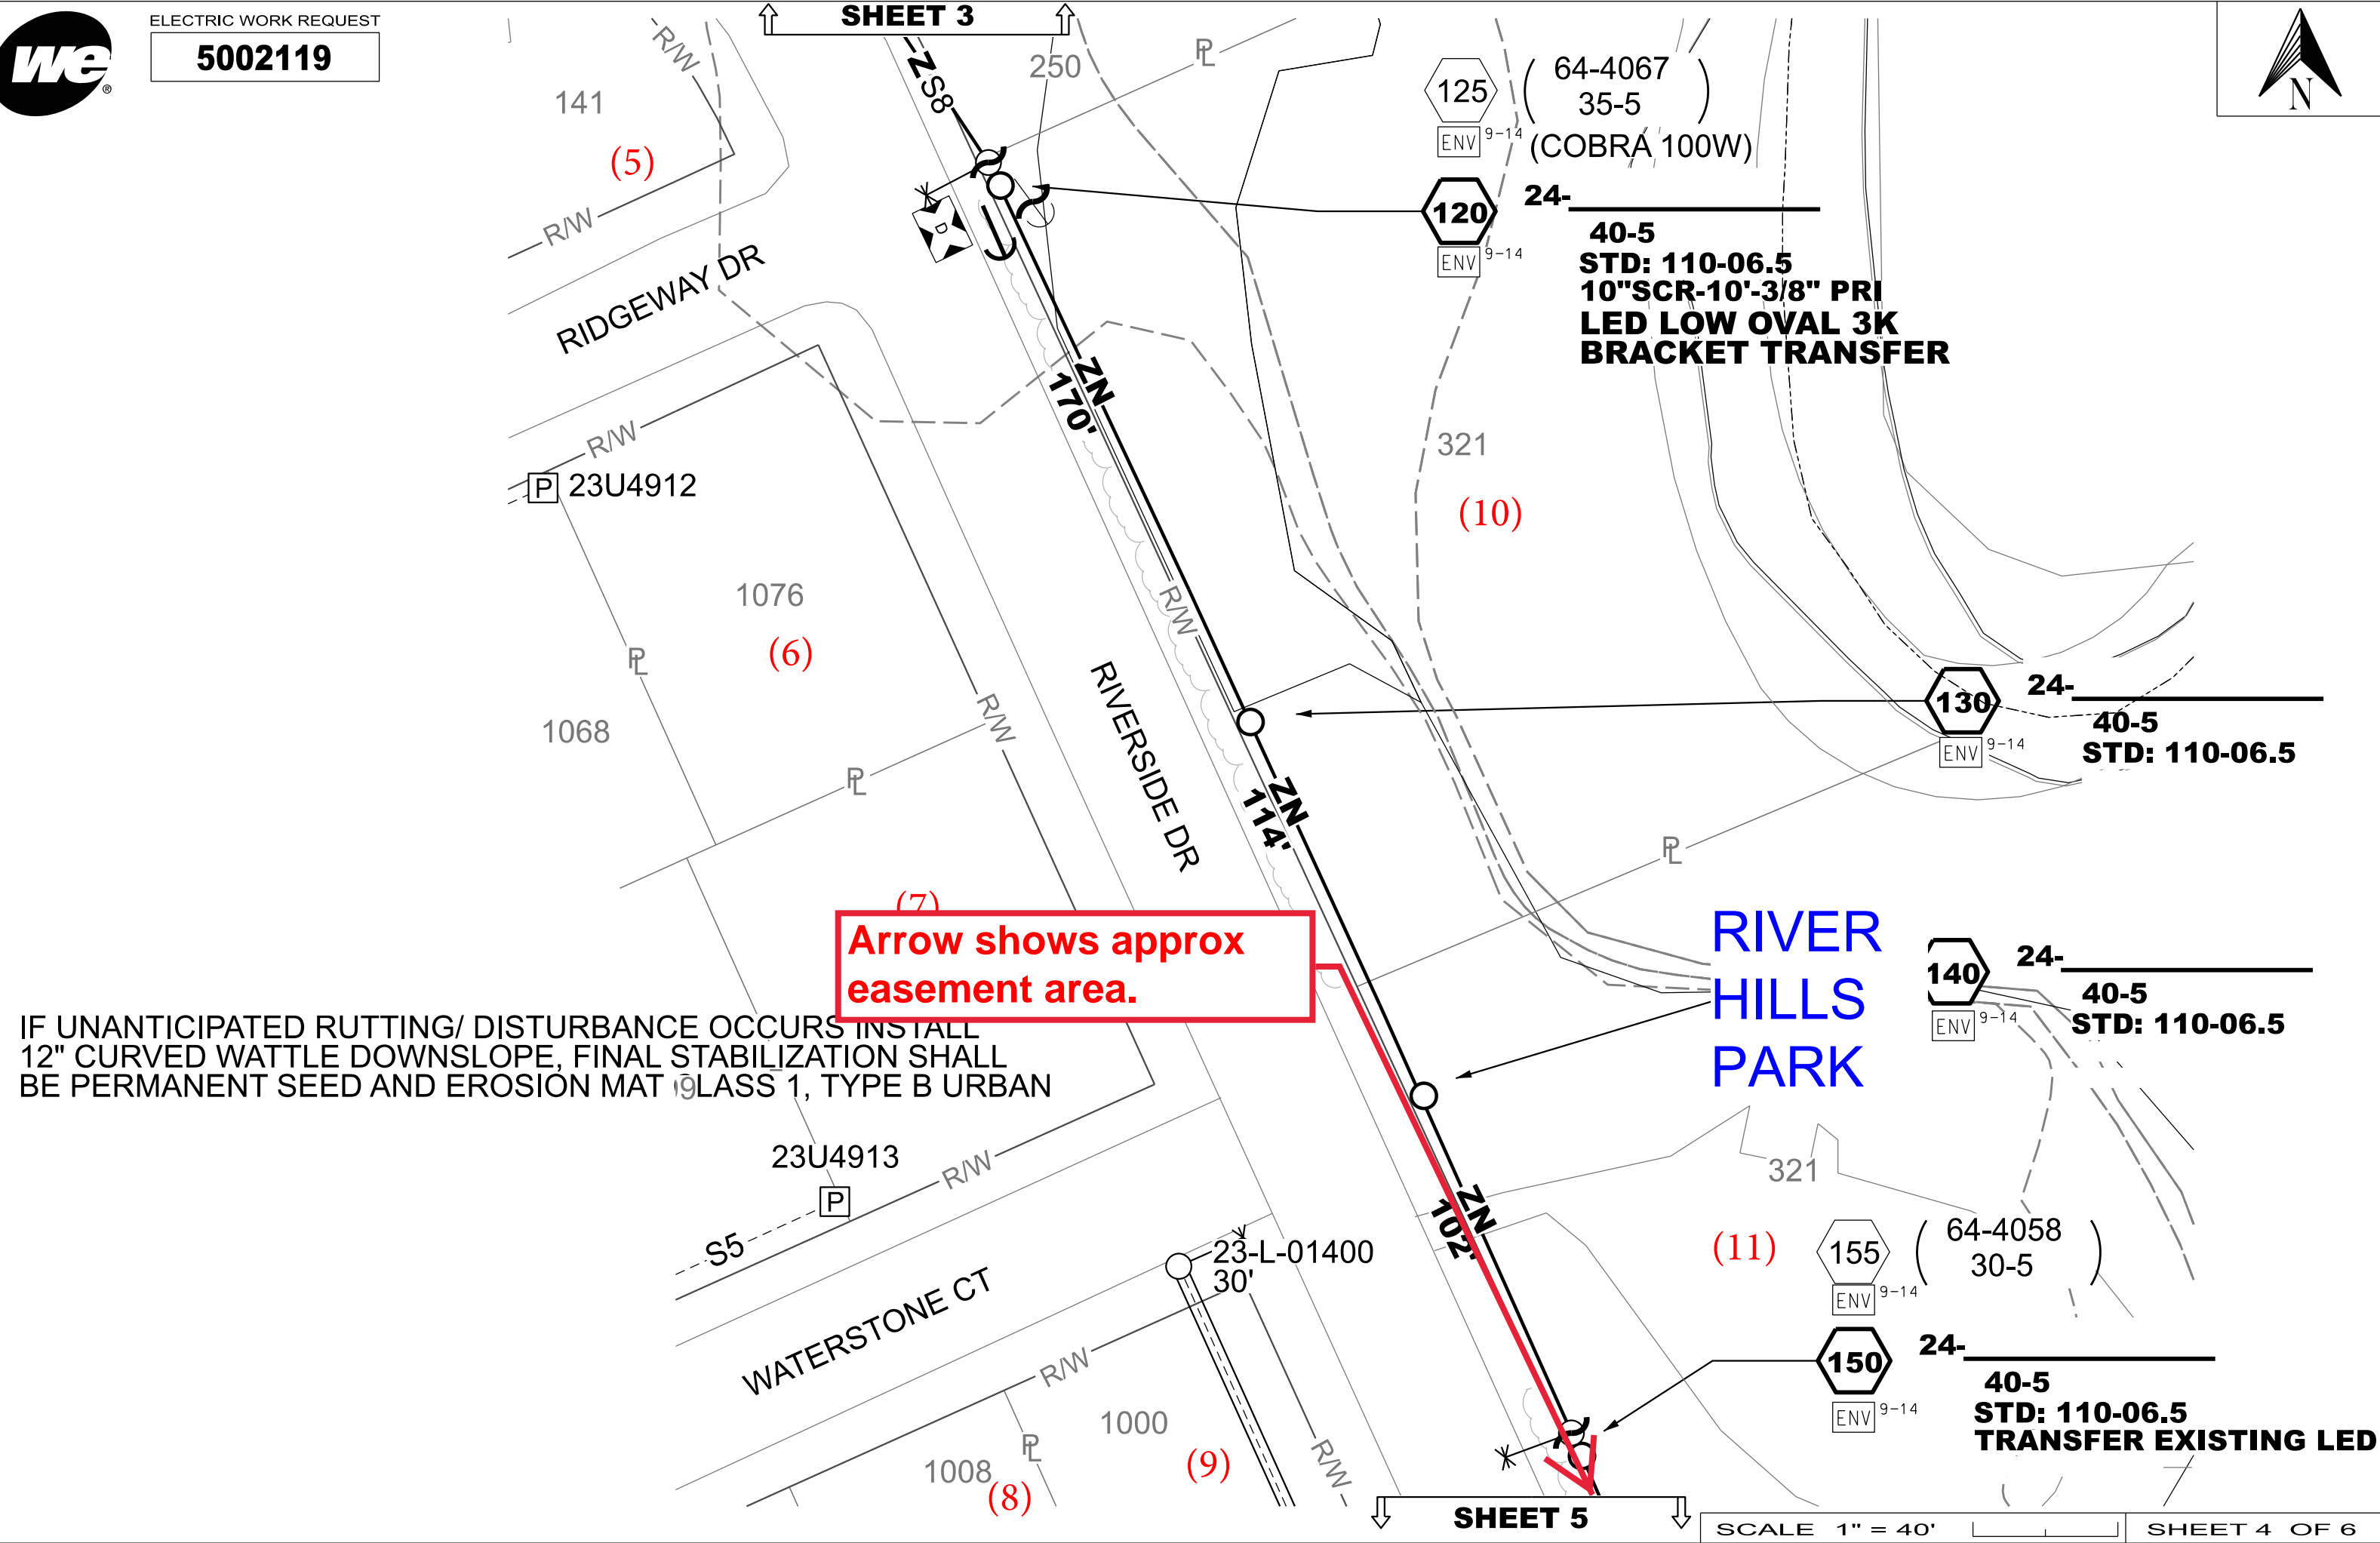 we®
ELECTRIC WORK REQUEST
5002119
SHEET 3
N
R/W
141
(5)
R/W
ZS8
250
PL
125
( 64-4067
35-5 )
ENV 9-14
(COBRA 100W)
120
24-
ENV 9-14
40-5
STD: 110-06.5
10"SCR-10'-3/8" PRI
LED LOW OVAL 3K
BRACKET TRANSFER
D
RIDGEWAY DR
ZN
170'
R/W
P 23U4912
321
(10)
1076
(6)
PL
R/W
1068
R/W
RIVERSIDE DR
130
24-
ENV 9-14
40-5
STD: 110-06.5
PL
ZN
114'
PL
(7)
Arrow shows approx
easement area.
RIVER
HILLS
PARK
140
24-
ENV 9-14
40-5
STD: 110-06.5
IF UNANTICIPATED RUTTING/ DISTURBANCE OCCURS INSTALL
12" CURVED WATTLE DOWNSLOPE, FINAL STABILIZATION SHALL
BE PERMANENT SEED AND EROSION MAT CLASS 1, TYPE B URBAN
23U4913
P
R/W
S5
321
ZN
102'
(11)
155
( 64-4058
30-5 )
ENV 9-14
23-L-01400
30'
WATERSTONE CT
R/W
150
24-
ENV 9-14
40-5
STD: 110-06.5
TRANSFER EXISTING LED
1000
(9)
R/W
PL
1008
(8)
SHEET 5
SCALE 1" = 40'
SHEET 4 OF 6